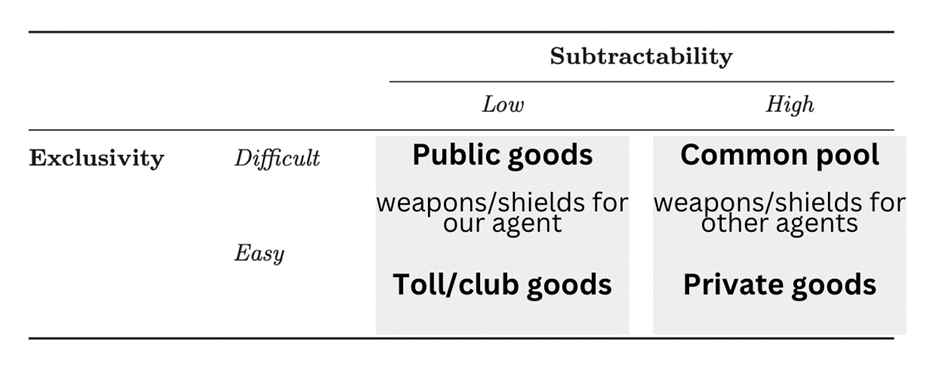 Subtractability
Low High
Exclusivity Difficult Public goods Common pool
weapons/shields for weapons/shields for
our agent other agents
Easy
Toll/club goods Private goods